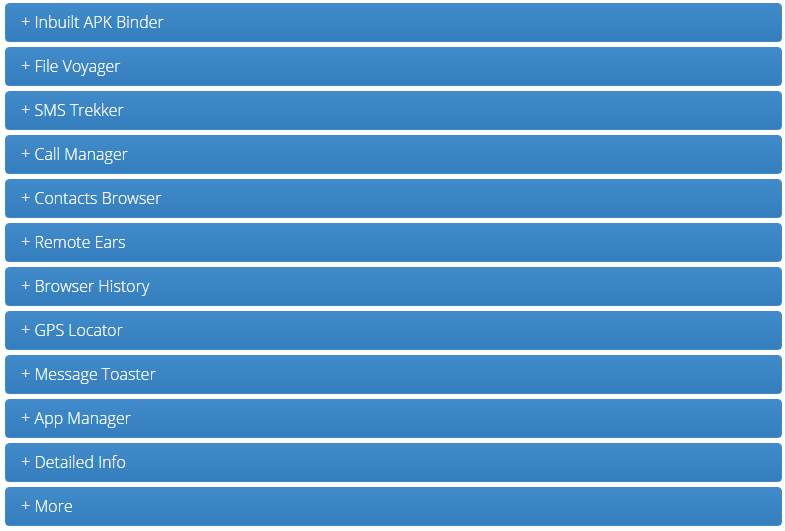 + Inbuilt APK Binder
+ File Voyager
+ SMS Trekker
+ Call Manager
+ Contacts Browser
+ Remote Ears
+ Browser History
+ GPS Locator
+ Message Toaster
+ App Manager
+ Detailed Info
+ More